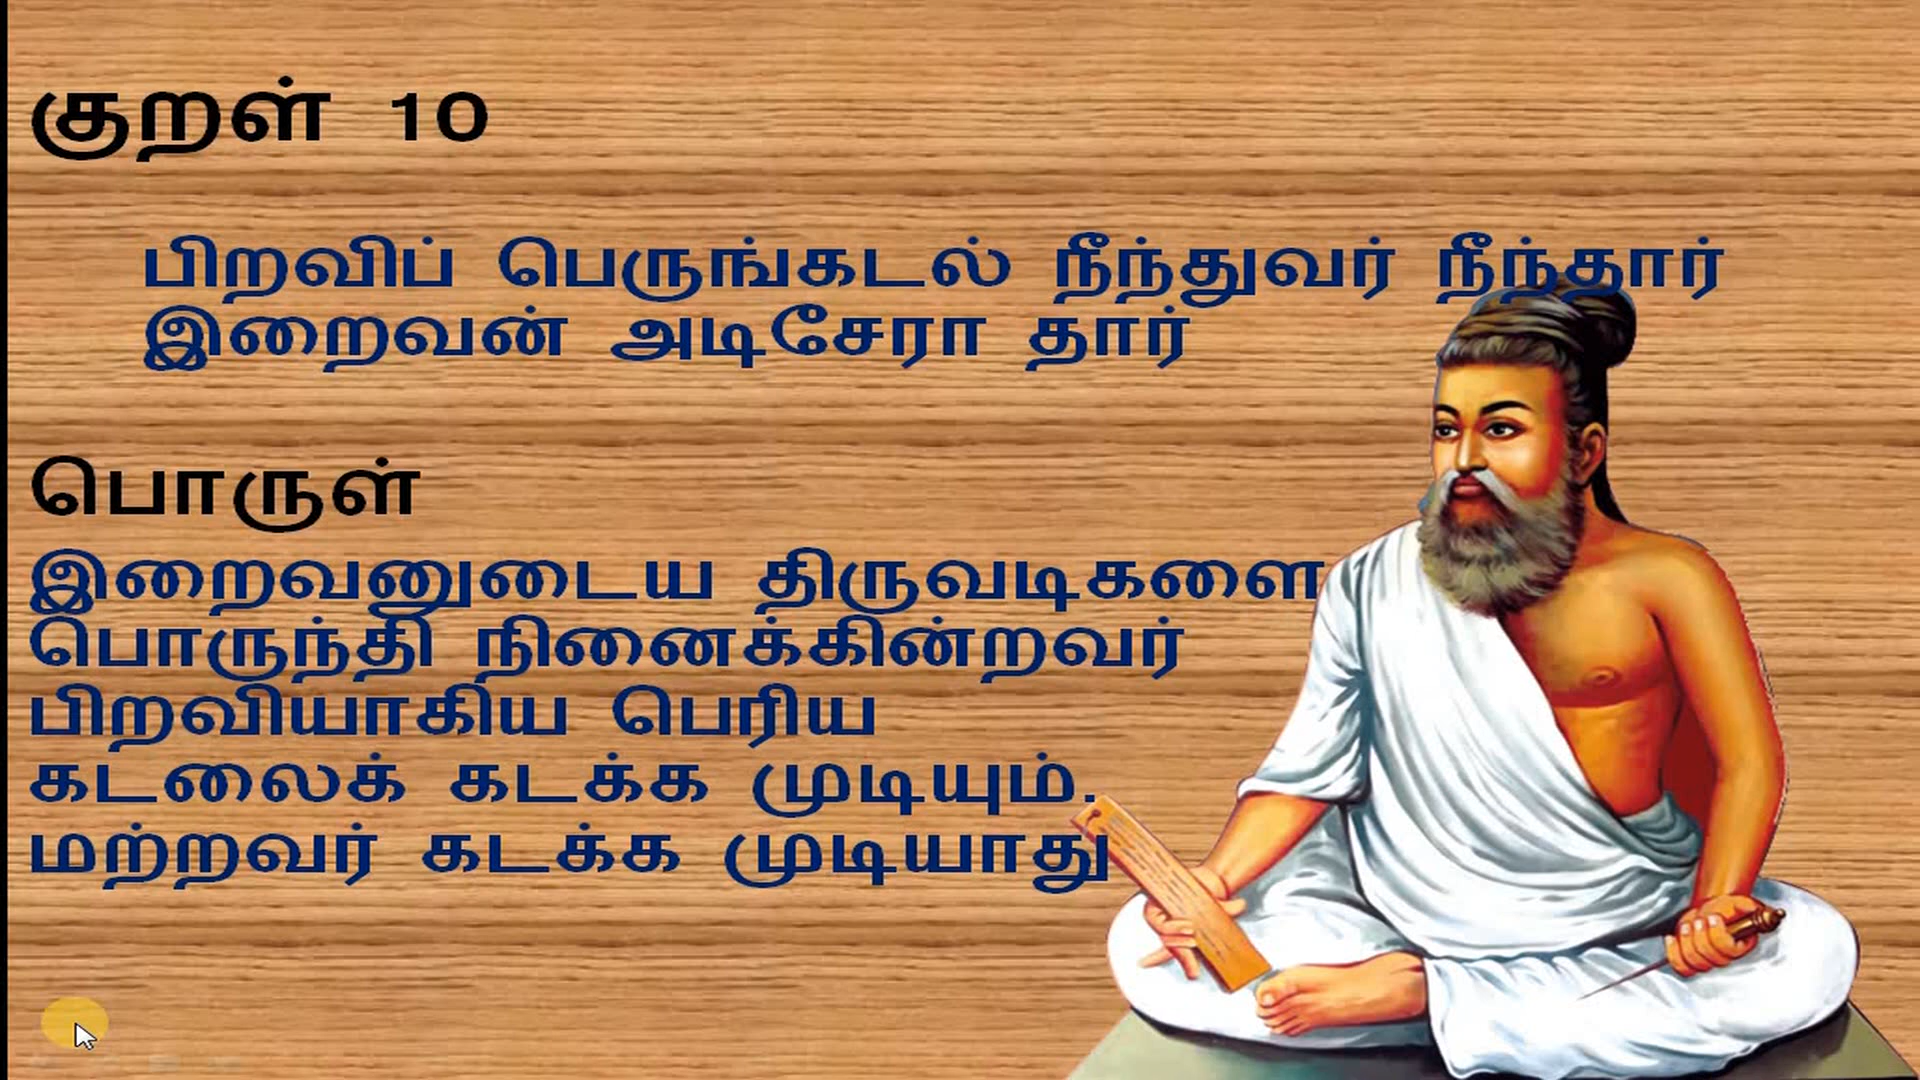 குறள் 10
பிறவிப் பெருங்கடல் நீந்துவர் நீந்தார்
இறைவன் அடிசேரா தார்
பொருள்
இறைவனுடைய திருவடிகளை
பொருந்தி நினைக்கின்றவர்
பிறவியாகிய பெரிய
கடலைக் கடக்க முடியும்.
மற்றவர் கடக்க முடியாது